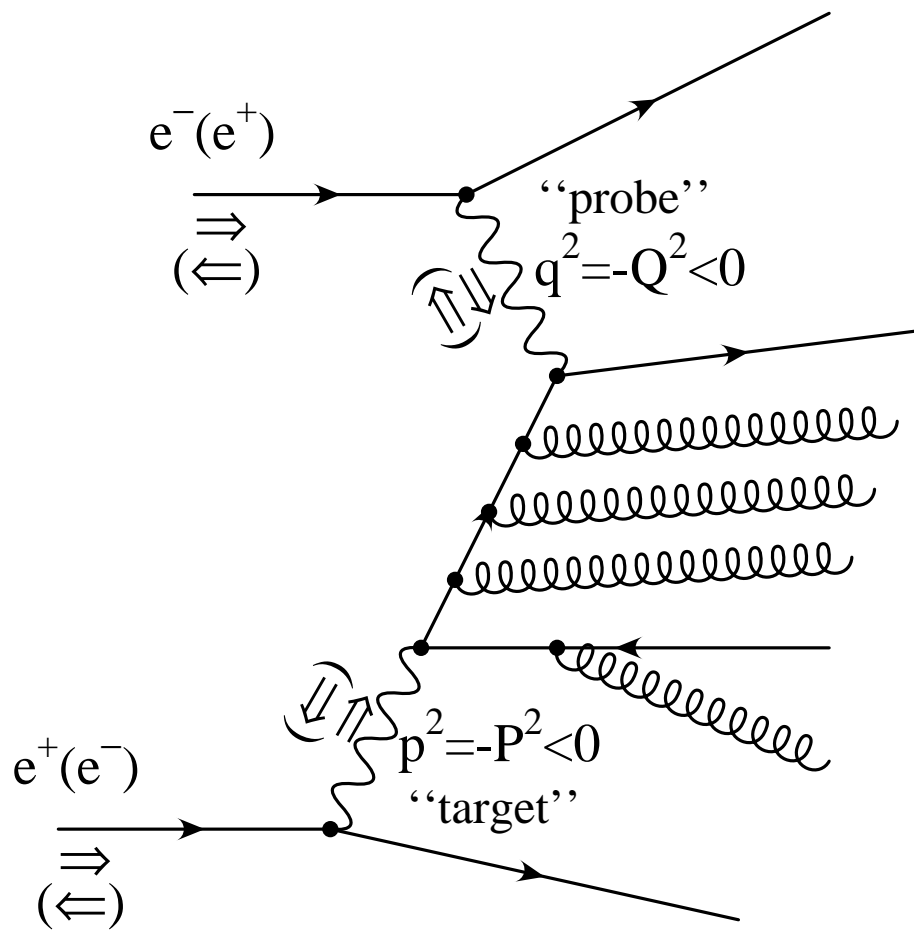 e⁻(e⁺)
⇒
(⇐)
‘‘probe’’
q²=-Q²<0
(⇑)⇓
(⇓)⇑
p²=-P²<0
‘‘target’’
e⁺(e⁻)
⇒
(⇐)